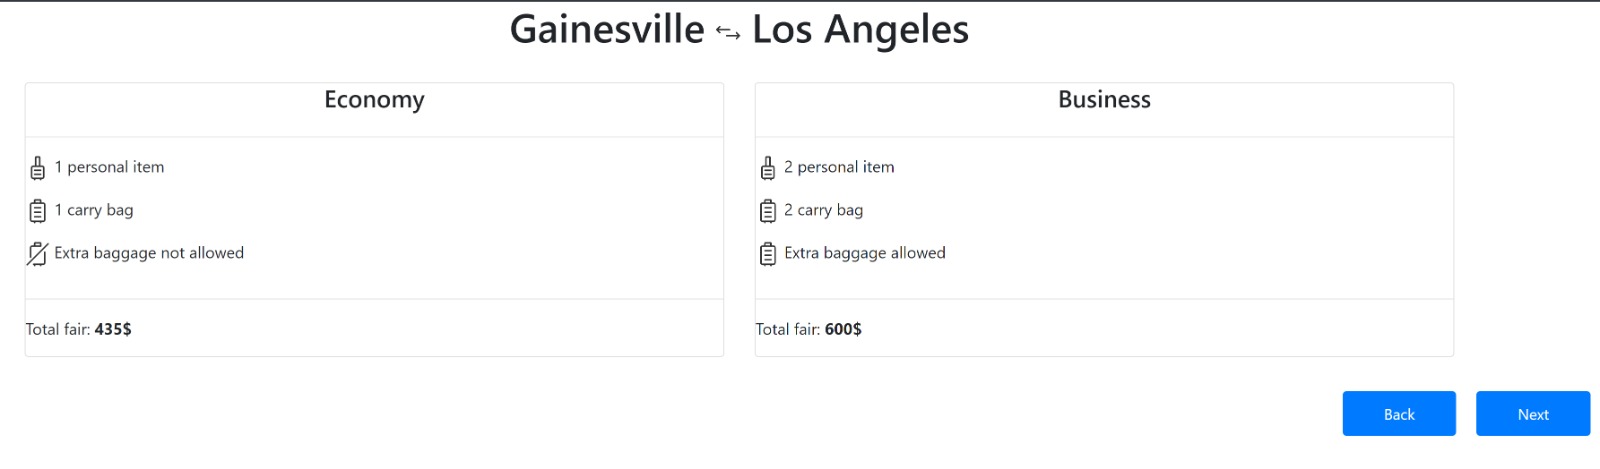 Gainesville ⇆ Los Angeles
Economy
1 personal item
1 carry bag
Extra baggage not allowed
Total fair: 435$
Business
2 personal item
2 carry bag
Extra baggage allowed
Total fair: 600$
Back
Next